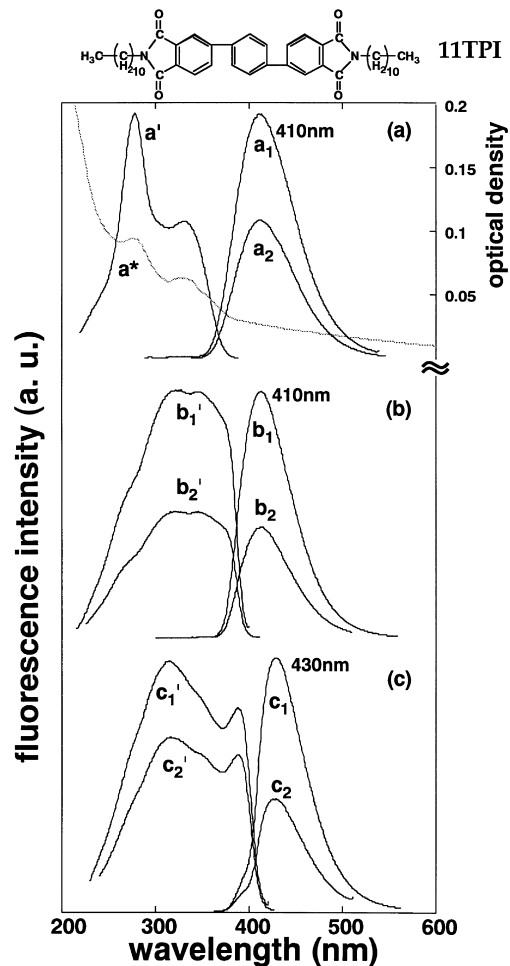 O O
H3C (C H2)10 N N (C H2)10 CH3 11TPI
O O
(a) 0.2
a' a1 410nm
0.15
a2 0.1
a*
0.05
optical density
(b)
b1' b1 410nm
b2' b2
(c)
c1' c1 430nm
c2' c2
fluorescence intensity (a. u.)
200 300 400 500 600
wavelength (nm)